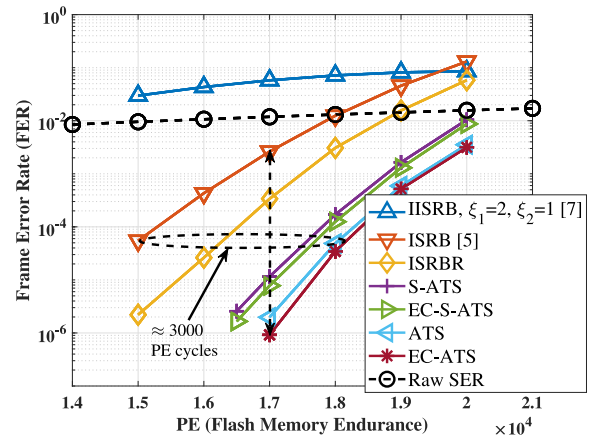 10^0
10^-2
10^-4
10^-6
Frame Error Rate (FER)
≈ 3000
PE cycles
IISRB, ξ_1=2, ξ_2=1 [7]
ISRB [5]
ISRBR
S-ATS
EC-S-ATS
ATS
EC-ATS
Raw SER
1.4 1.5 1.6 1.7 1.8 1.9 2 2.1
PE (Flash Memory Endurance)
×10^4